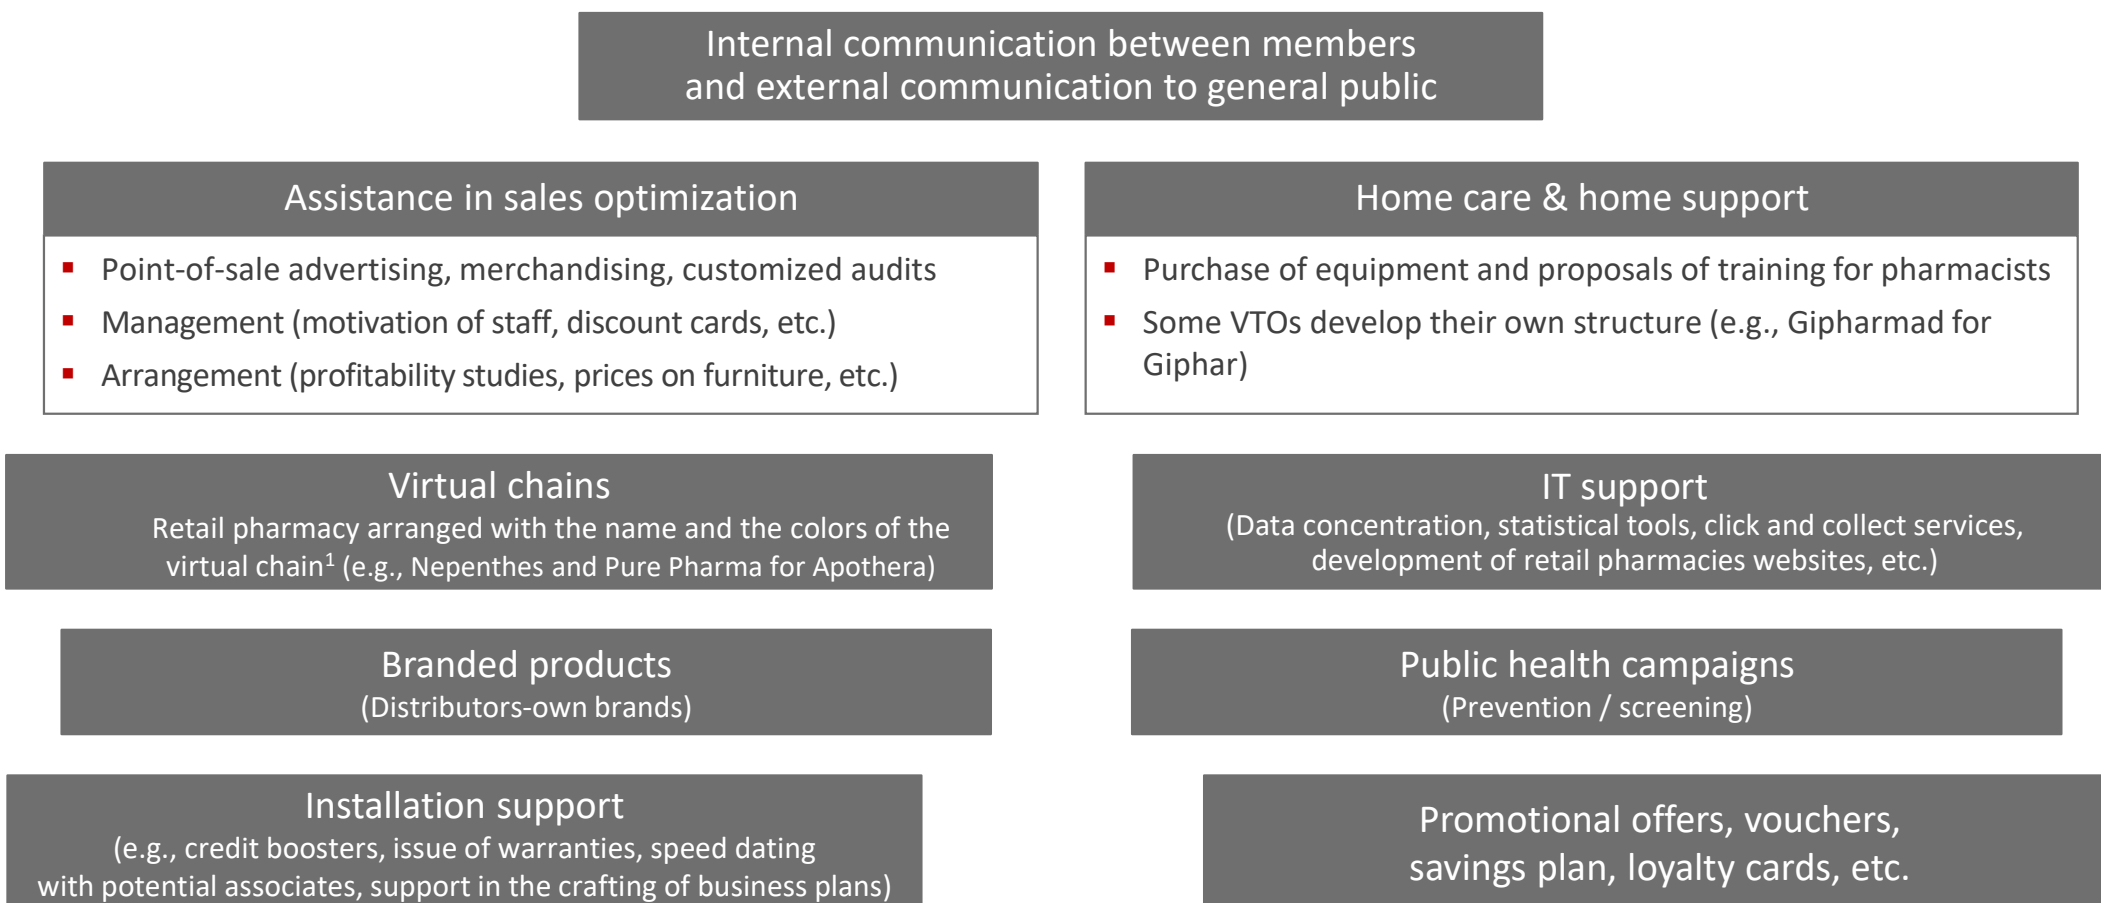 Internal communication between members
and external communication to general public
Assistance in sales optimization
▪ Point-of-sale advertising, merchandising, customized audits
▪ Management (motivation of staff, discount cards, etc.)
▪ Arrangement (profitability studies, prices on furniture, etc.)
Home care & home support
▪ Purchase of equipment and proposals of training for pharmacists
▪ Some VTOs develop their own structure (e.g., Gipharmad for
Giphar)
Virtual chains
Retail pharmacy arranged with the name and the colors of the
virtual chain¹ (e.g., Nepenthes and Pure Pharma for Apothera)
IT support
(Data concentration, statistical tools, click and collect services,
development of retail pharmacies websites, etc.)
Branded products
(Distributors-own brands)
Public health campaigns
(Prevention / screening)
Installation support
(e.g., credit boosters, issue of warranties, speed dating
with potential associates, support in the crafting of business plans)
Promotional offers, vouchers,
savings plan, loyalty cards, etc.